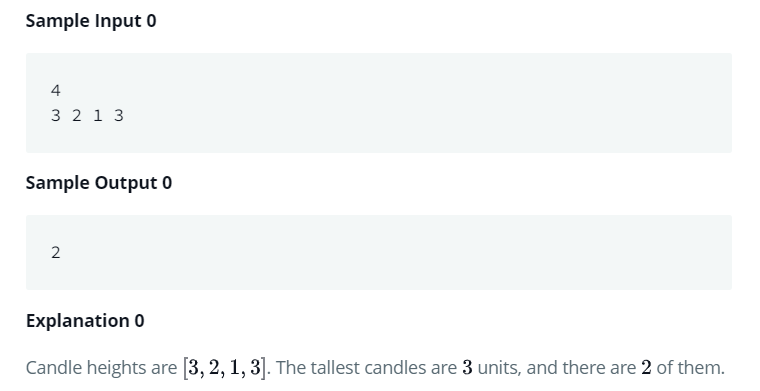 Sample Input 0
4
3 2 1 3
Sample Output 0
2
Explanation 0
Candle heights are [3, 2, 1, 3]. The tallest candles are 3 units, and there are 2 of them.